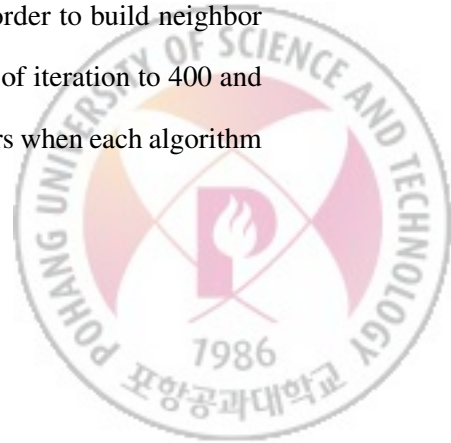 order to build neighbor
of iteration to 400 and
rs when each algorithm
POHANG UNIVERSITY OF SCIENCE AND TECHNOLOGY
1986
포항공과대학교